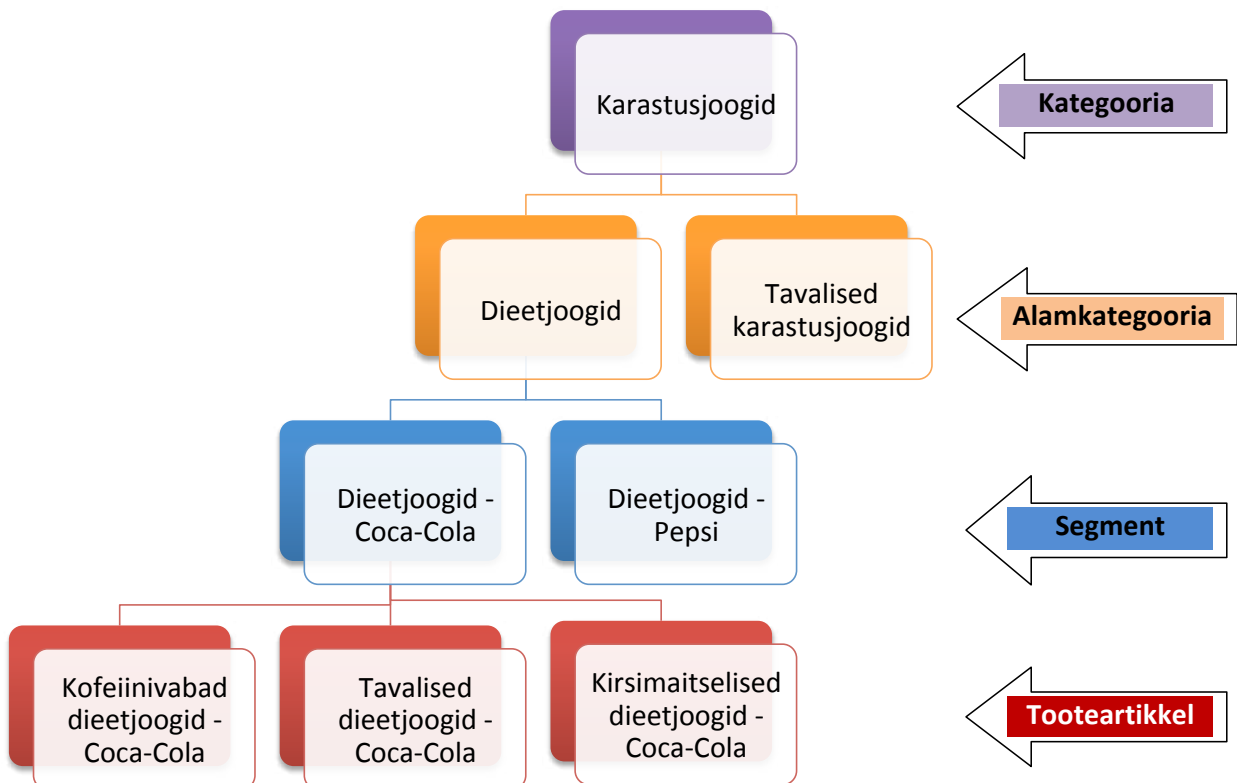 Karastusjoogid
Kategooria
Dieetjoogid
Tavalised
karastusjoogid
Alamkategooria
Dieetjoogid -
Coca-Cola
Dieetjoogid -
Pepsi
Segment
Kofeiinivabad
dieetjoogid -
Coca-Cola
Tavalised
dieetjoogid -
Coca-Cola
Kirsimaitselised
dieetjoogid -
Coca-Cola
Tooteartikkel